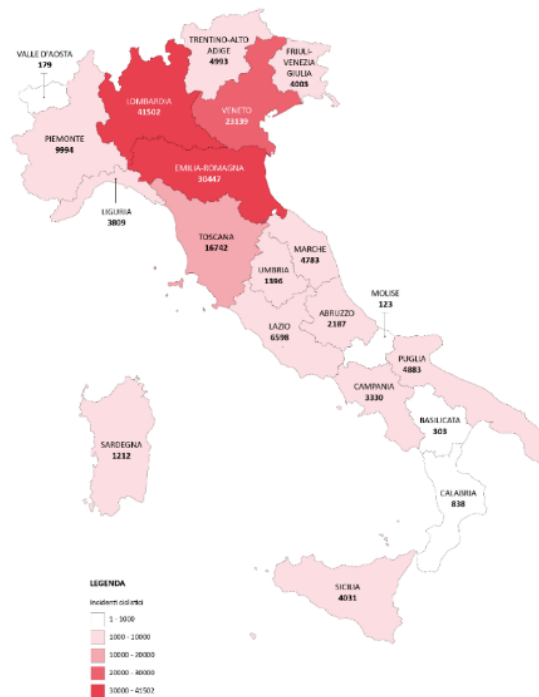 TRENTINO-ALTO
ADIGE
4993
FRIULI-
VENEZIA
GIULIA
4003
VALLE D'AOSTA
179
LOMBARDIA
41502
VENETO
23139
PIEMONTE
9994
EMILIA-ROMAGNA
30447
LIGURIA
3809
TOSCANA
16742
MARCHE
4783
UMBRIA
1396
MOLISE
123
ABRUZZO
2187
LAZIO
6598
PUGLIA
4883
CAMPANIA
3330
BASILICATA
303
SARDEGNA
1212
CALABRIA
838
SICILIA
4031
LEGENDA
Incidenti ciclistici
1 - 1000
1000 - 10000
10000 - 20000
20000 - 30000
30000 - 41502